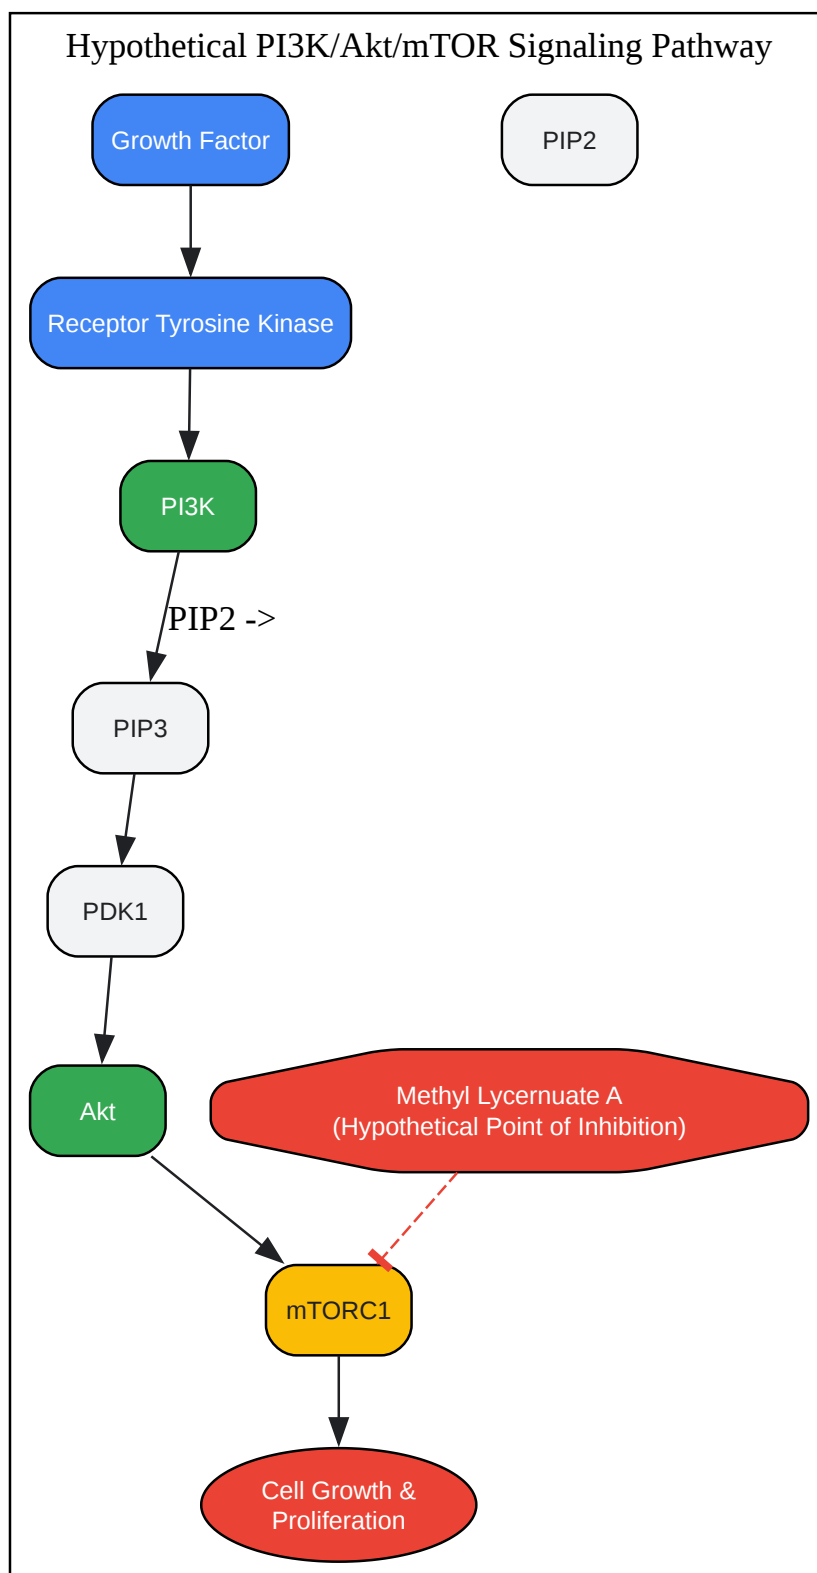 Hypothetical PI3K/Akt/mTOR Signaling Pathway
Growth Factor
PIP2
Receptor Tyrosine Kinase
PI3K
PIP2 ->
PIP3
PDK1
Akt
Methyl Lycernuate A
(Hypothetical Point of Inhibition)
mTORC1
Cell Growth &
Proliferation